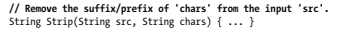 // Remove the suffix/prefix of 'chars' from the input 'src'.
String Strip(String src, String chars) { ... }